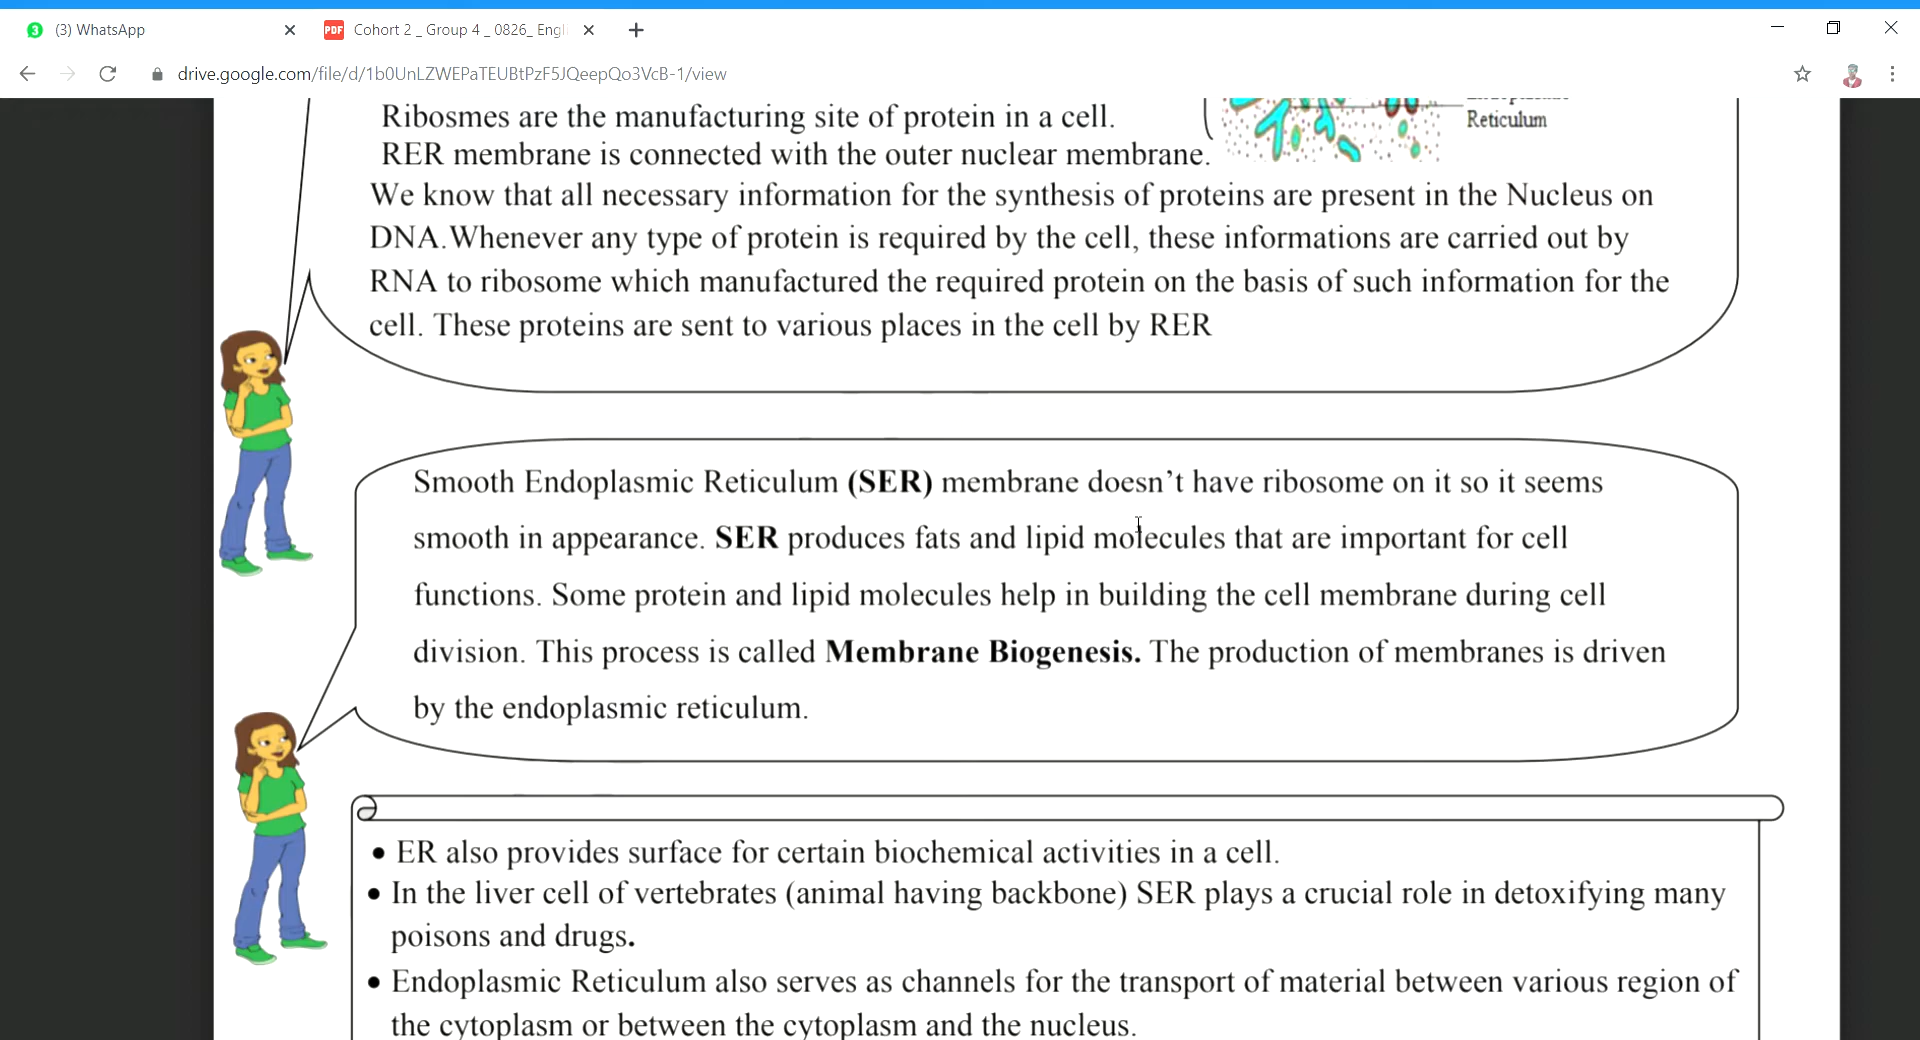 (3) WhatsApp
PDF Cohort 2 _ Group 4 _ 0826_ Engl
drive.google.com/file/d/1b0UnLZWEPaTEUBtPzF5JQeepQo3VcB-1/view
Ribosmes are the manufacturing site of protein in a cell.
Reticulum
RER membrane is connected with the outer nuclear membrane.
We know that all necessary information for the synthesis of proteins are present in the Nucleus on
DNA.Whenever any type of protein is required by the cell, these informations are carried out by
RNA to ribosome which manufactured the required protein on the basis of such information for the
cell. These proteins are sent to various places in the cell by RER
Smooth Endoplasmic Reticulum (SER) membrane doesn’t have ribosome on it so it seems
smooth in appearance. SER produces fats and lipid molecules that are important for cell
functions. Some protein and lipid molecules help in building the cell membrane during cell
division. This process is called Membrane Biogenesis. The production of membranes is driven
by the endoplasmic reticulum.
• ER also provides surface for certain biochemical activities in a cell.
• In the liver cell of vertebrates (animal having backbone) SER plays a crucial role in detoxifying many
poisons and drugs.
• Endoplasmic Reticulum also serves as channels for the transport of material between various region of
the cytoplasm or between the cytoplasm and the nucleus.